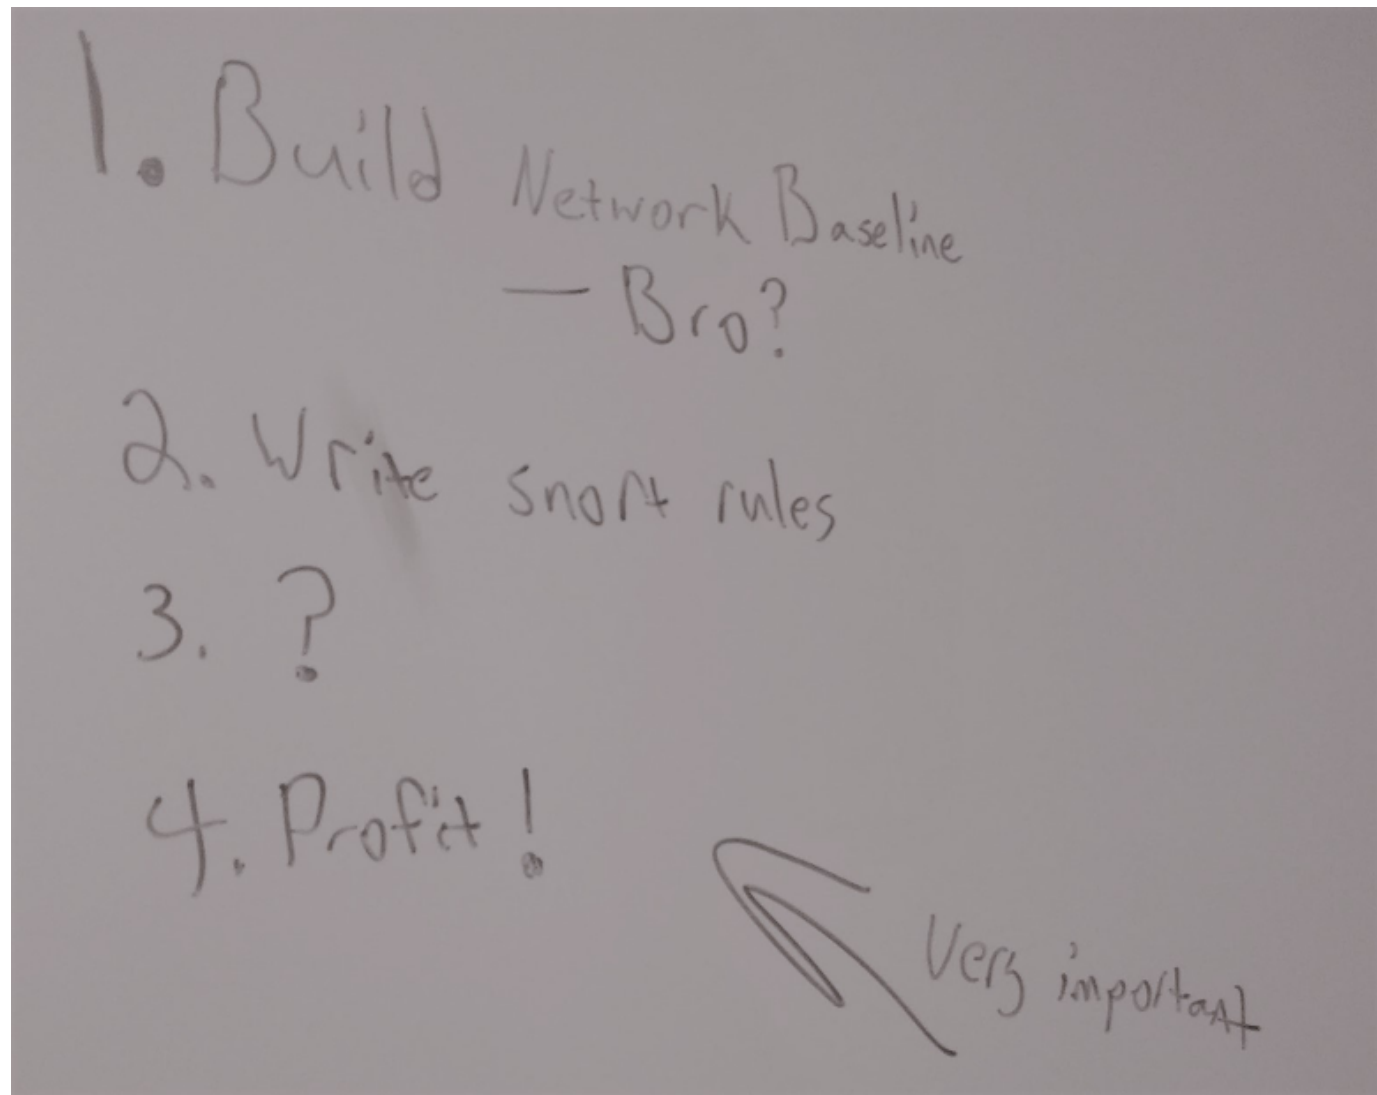 1. Build Network Baseline
— Bro?
2. Write snort rules
3. ?
4. Profit!
Very important